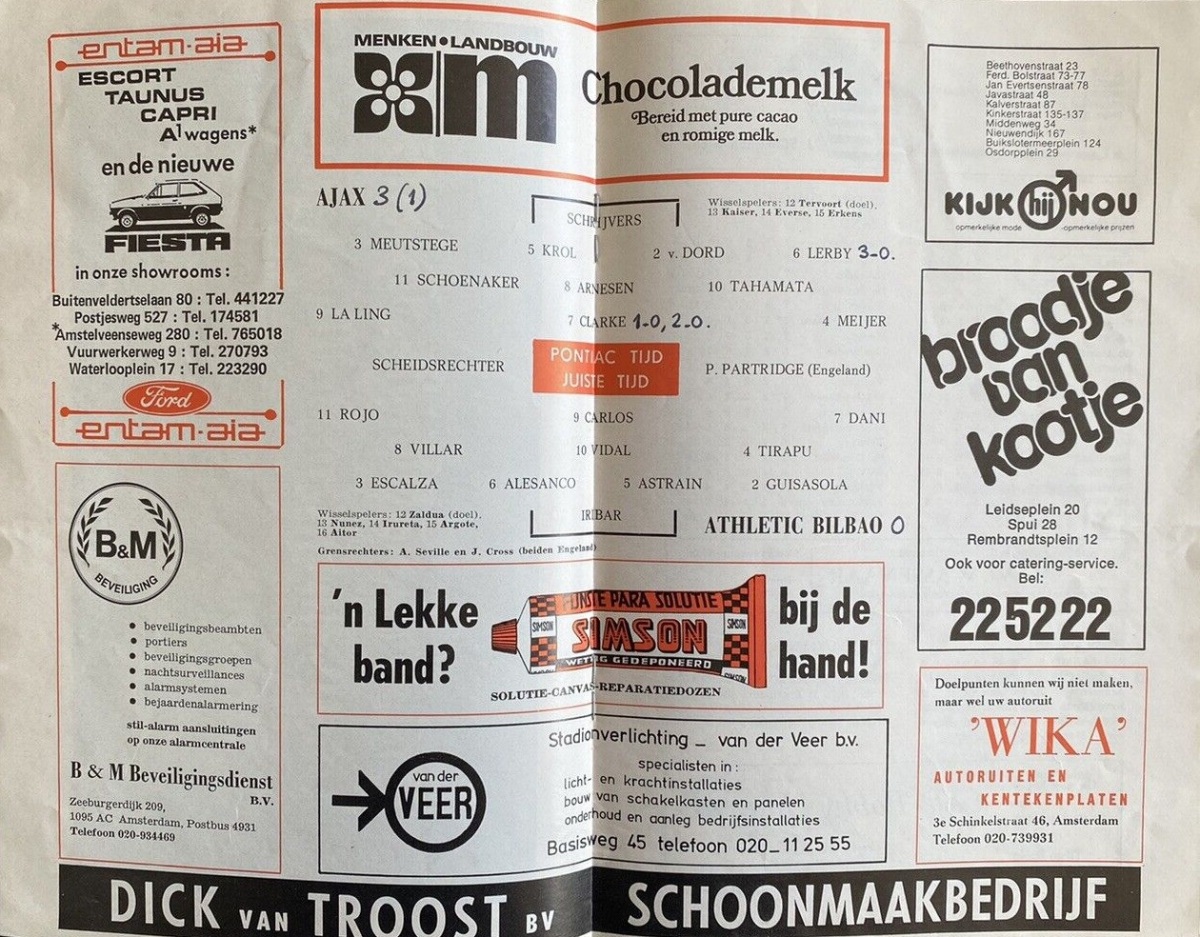 entam-aia
ESCORT
TAUNUS
CAPRI
A1 wagens*
en de nieuwe
FIESTA
in onze showrooms :
Buitenveldertselaan 80 : Tel. 441227
Postjesweg 527 : Tel. 174581
*Amstelveenseweg 280 : Tel. 765018
Vuurwerkerweg 9 : Tel. 270793
Waterlooplein 17 : Tel. 223290
Ford
entam-aia
B&M
BEVEILIGING
• beveiligingsbeambten
• portiers
• beveiligingsgroepen
• nachtsurveillances
• alarmsystemen
• bejaardenalarmering
stil-alarm aansluitingen
op onze alarmcentrale
B & M Beveiligingsdienst
B.V.
Zeeburgerdijk 209,
1095 AC Amsterdam, Postbus 4931
Telefoon 020-934469
MENKEN • LANDBOUW
m
Chocolademelk
Bereid met pure cacao
en romige melk.
AJAX 3 (1)
SCHRIJVERS
Wisselspelers: 12 Tervoort (doel),
13 Kaiser, 14 Everse, 15 Erkens
3 MEUTSTEGE 5 KROL 2 v. DORD 6 LERBY 3-0.
11 SCHOENAKER 8 ARNESEN 10 TAHAMATA
9 LA LING 7 CLARKE 1-0, 2-0. 4 MEIJER
SCHEIDSRECHTER PONTIAC TIJD JUISTE TIJD P. PARTRIDGE (Engeland)
11 ROJO 9 CARLOS 7 DANI
8 VILLAR 10 VIDAL 4 TIRAPU
3 ESCALZA 6 ALESANCO 5 ASTRAIN 2 GUISASOLA
Wisselspelers: 12 Zaldua (doel),
13 Nunez, 14 Irureta, 15 Argote,
16 Aitor
IRIBAR
ATHLETIC BILBAO 0
Grensrechters: A. Seville en J. Cross (beiden Engeland)
'n Lekke
band?
FIJNSTE PARA SOLUTIE
SIMSON
SIMSON
SIMSON
WETTIG GEDEPONEERD
SIMSON
bij de
hand!
SOLUTIE-CANVAS-REPARATIEDOZEN
van der
VEER
Stadionverlichting _ van der Veer b.v.
specialisten in :
licht- en krachtinstallaties
bouw van schakelkasten en panelen
onderhoud en aanleg bedrijfsinstallaties
Basisweg 45 telefoon 020_11 25 55
Beethovenstraat 23
Ferd. Bolstraat 73-77
Jan Evertsenstraat 78
Javastraat 48
Kalverstraat 87
Kinkerstraat 135-137
Middenweg 34
Nieuwendijk 167
Buikslotermeerplein 124
Osdorpplein 29
KIJK hij NOU
opmerkelijke mode opmerkelijke prijzen
broodje
van
kootje
Leidseplein 20
Spui 28
Rembrandtsplein 12
Ook voor catering-service.
Bel:
22 52 22
Doelpunten kunnen wij niet maken,
maar wel uw autoruit
'WIKA'
AUTORUITEN EN
KENTEKENPLATEN
3e Schinkelstraat 46, Amsterdam
Telefoon 020-739931
DICK VAN TROOST BV SCHOONMAAKBEDRIJF